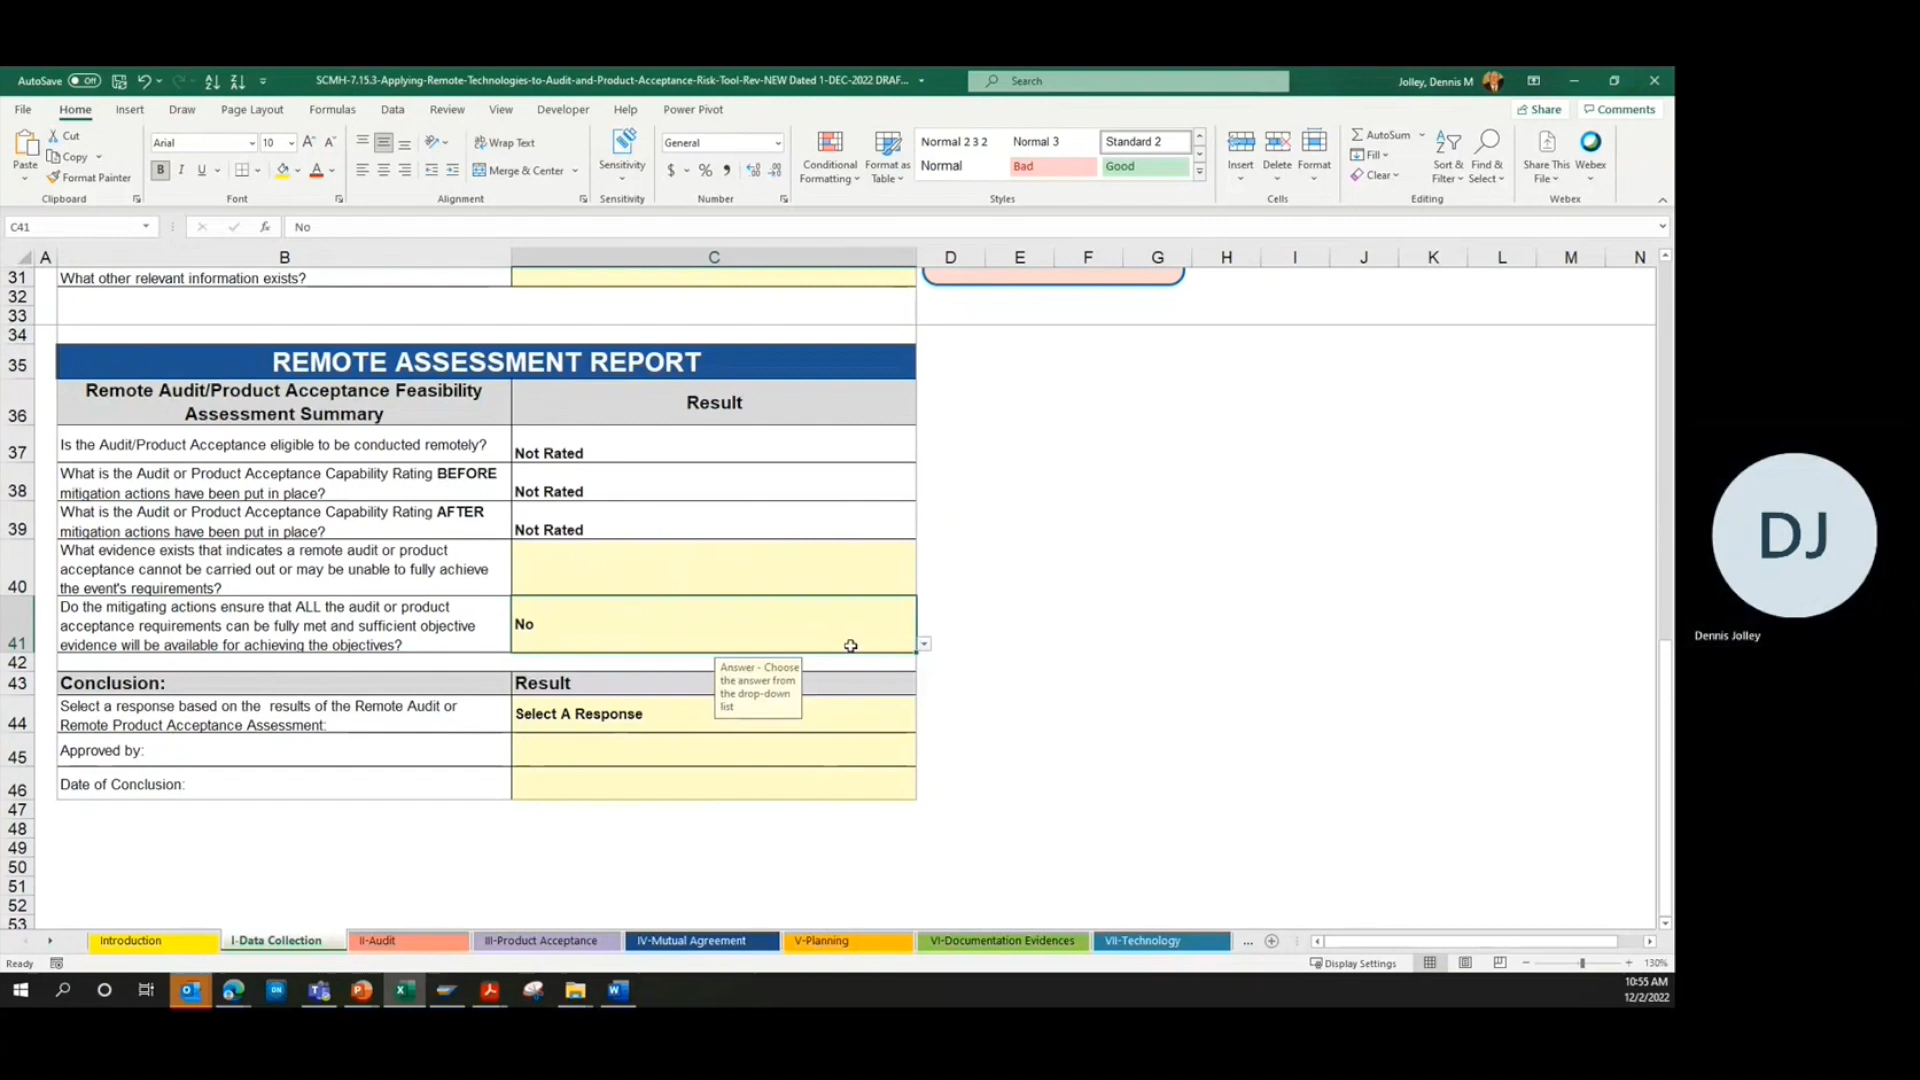 AutoSave Off
SCMH-7.15.3-Applying-Remote-Technologies-to-Audit-and-Product-Acceptance-Risk-Tool-Rev-NEW Dated 1-DEC-2022 DRAF...
Search
Jolley, Dennis M
File Home Insert Draw Page Layout Formulas Data Review View Developer Help Power Pivot
Share Comments
Paste
Cut
Copy
Format Painter
Clipboard
Arial 10
B I U
Font
Wrap Text
Merge & Center
Alignment
Sensitivity
Sensitivity
General
$ % ,
Number
Conditional Formatting
Format as Table
Normal 2 3 2 Normal 3 Standard 2
Normal Bad Good
Styles
Insert Delete Format
Cells
AutoSum
Fill
Clear
Sort & Filter
Find & Select
Editing
Share This File
Webex
Webex
C41 fx No
A B C D E F G H I J K L M N
31 What other relevant information exists?
32
33
34
35 REMOTE ASSESSMENT REPORT
Remote Audit/Product Acceptance Feasibility
36 Assessment Summary Result
37 Is the Audit/Product Acceptance eligible to be conducted remotely? Not Rated
What is the Audit or Product Acceptance Capability Rating BEFORE
38 mitigation actions have been put in place? Not Rated
What is the Audit or Product Acceptance Capability Rating AFTER
39 mitigation actions have been put in place? Not Rated
What evidence exists that indicates a remote audit or product
acceptance cannot be carried out or may be unable to fully achieve
40 the event's requirements?
Do the mitigating actions ensure that ALL the audit or product
acceptance requirements can be fully met and sufficient objective No
41 evidence will be available for achieving the objectives?
42
43 Conclusion: Result
Answer - Choose
the answer from
the drop-down
list
Select a response based on the results of the Remote Audit or
44 Remote Product Acceptance Assessment: Select A Response
45 Approved by:
46 Date of Conclusion:
47
48
49
50
51
52
53
Introduction I-Data Collection II-Audit III-Product Acceptance IV-Mutual Agreement V-Planning VI-Documentation Evidences VII-Technology ...
Ready Display Settings 130%
10:55 AM
12/2/2022
DJ
Dennis Jolley